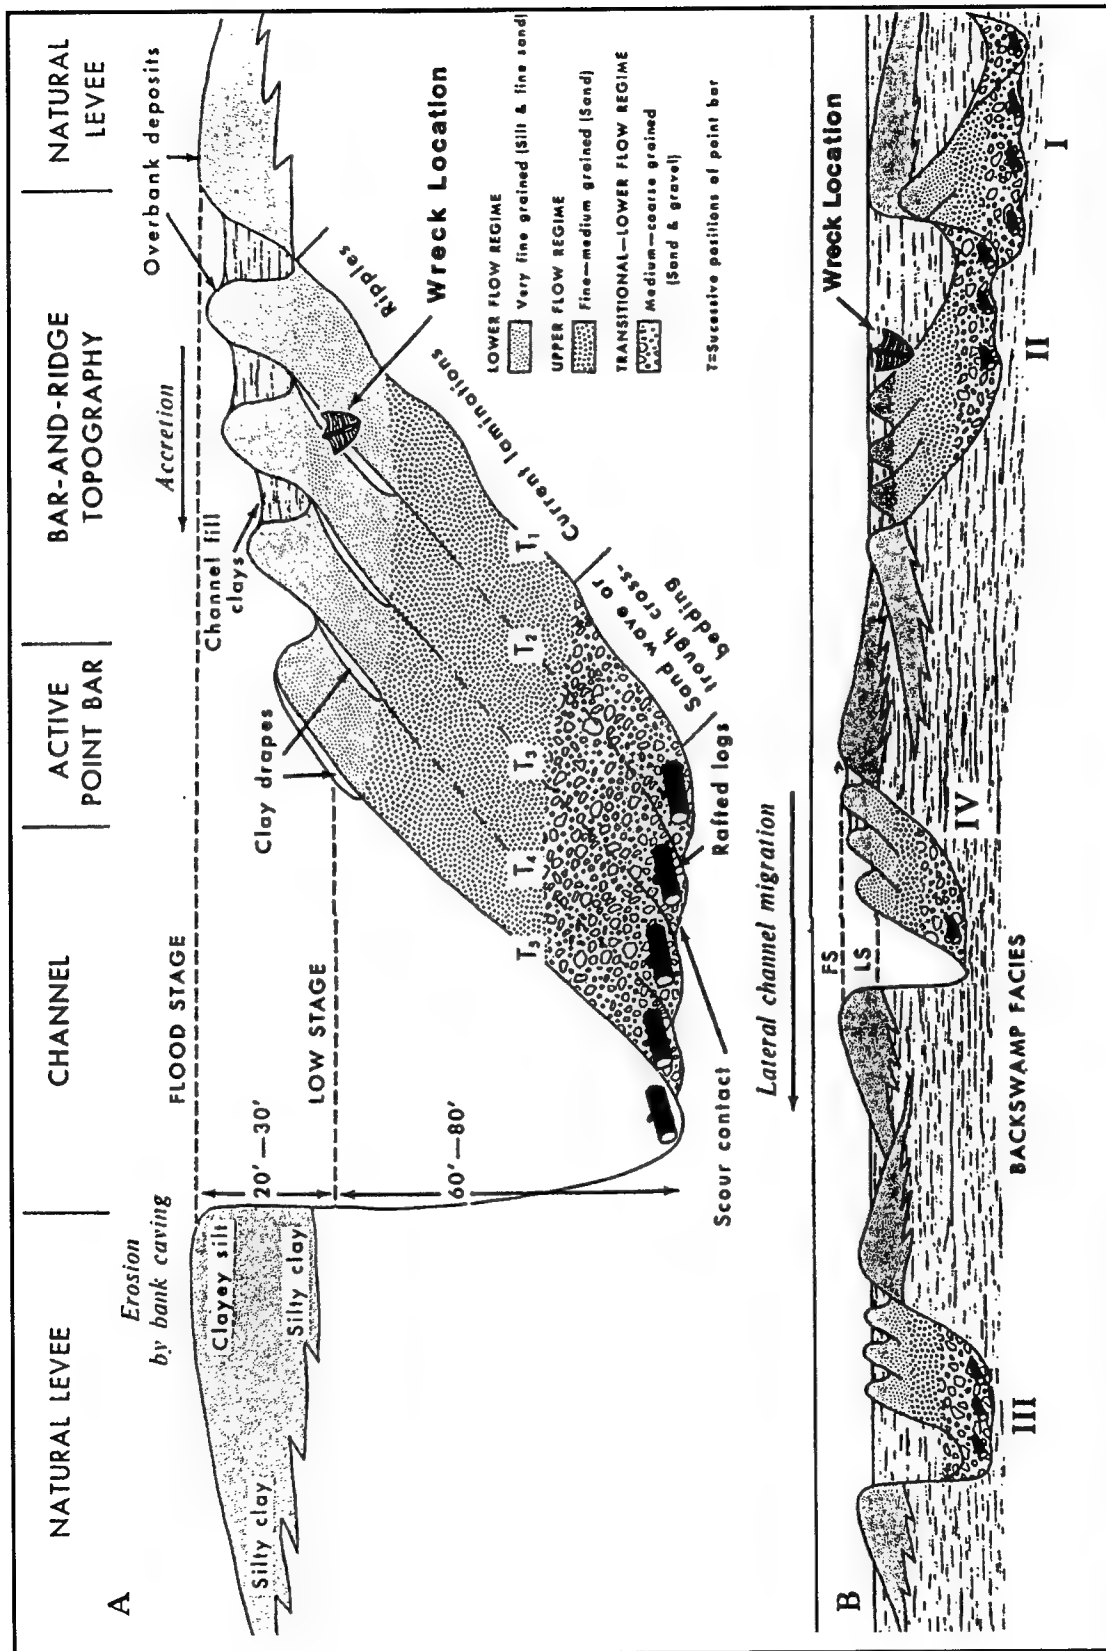 A
NATURAL LEVEE
CHANNEL
ACTIVE
POINT BAR
BAR-AND-RIDGE
TOPOGRAPHY
NATURAL
LEVEE
Erosion
by bank caving
FLOOD STAGE
Accretion
Overbank deposits
Clayey silt
Silty clay
Silty clay
20'—30'
LOW STAGE
60'—80'
Clay drapes
Channel fill
clays
Ripples
Wreck Location
Current laminations
Sand wave or
trough cross-
bedding
T5
T4
T3
T2
T1
Scour contact
Rafted logs
LOWER FLOW REGIME
Very fine grained (Silt & fine sand)
UPPER FLOW REGIME
Fine—medium grained (Sand)
TRANSITIONAL—LOWER FLOW REGIME
Medium—coarse grained
(Sand & gravel)
T=Sucessive positions of point bar
B
Lateral channel migration
FS
LS
Wreck Location
III
IV
II
I
BACKSWAMP FACIES